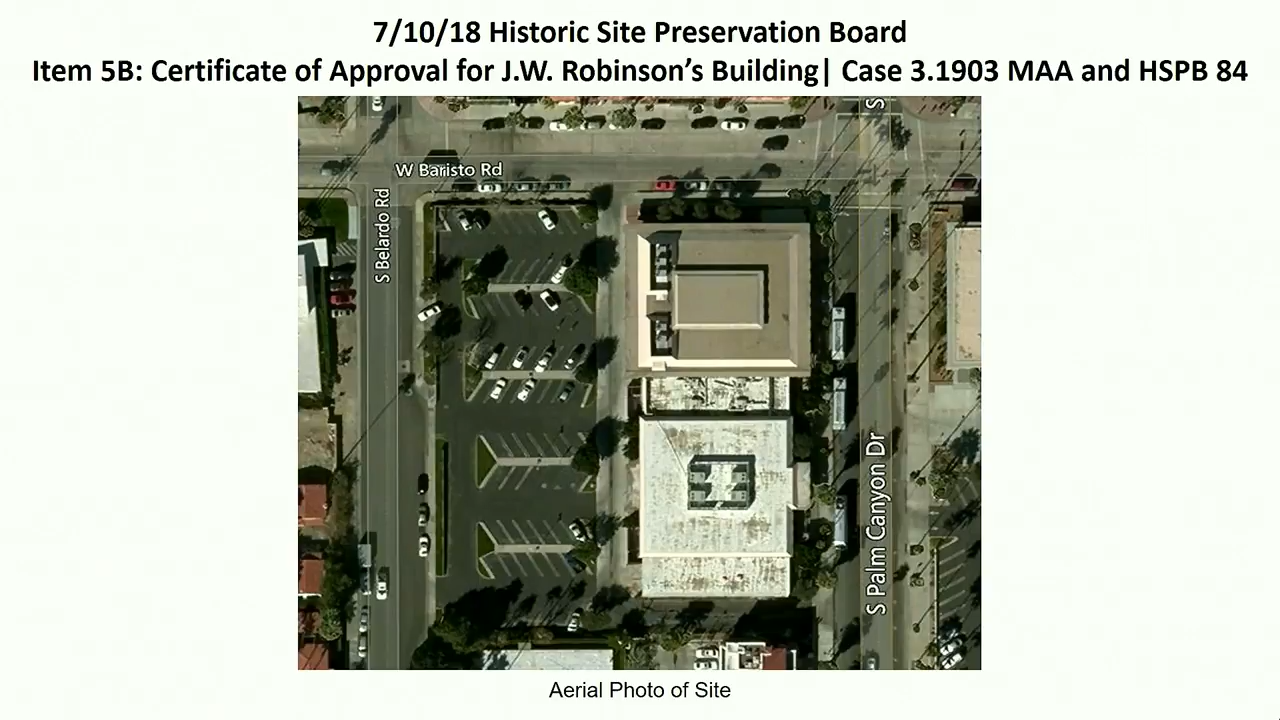 7/10/18 Historic Site Preservation Board
Item 5B: Certificate of Approval for J.W. Robinson's Building| Case 3.1903 MAA and HSPB 84
S
W Baristo Rd
S Belardo Rd
S Palm Canyon Dr
Aerial Photo of Site